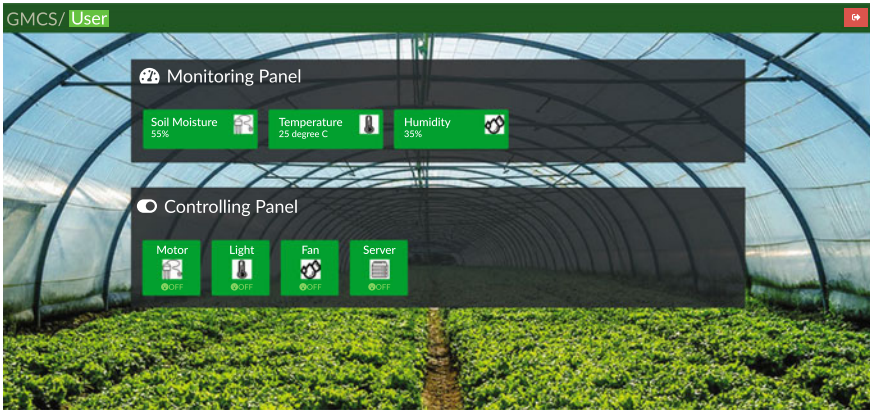 GMCS/ User
Monitoring Panel
Soil Moisture
55%
Temperature
25 degree C
Humidity
35%
Controlling Panel
Motor
OFF
Light
OFF
Fan
OFF
Server
OFF